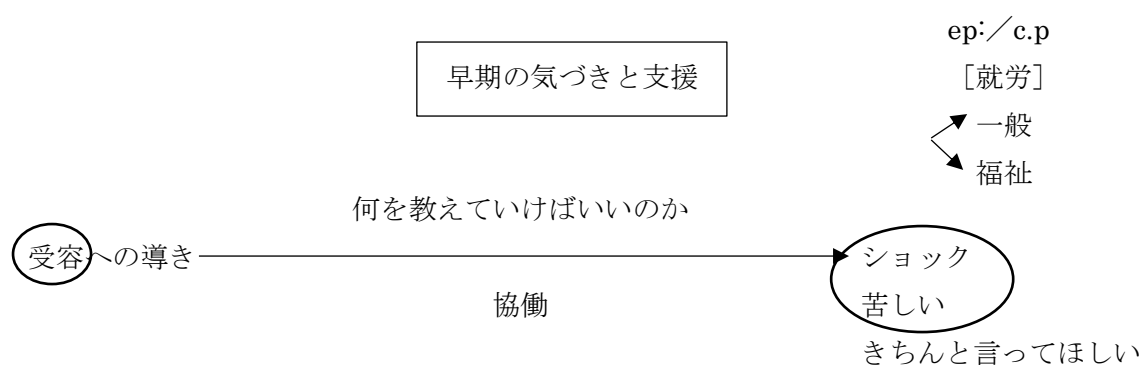 ep:／c.p
早期の気づきと支援
［就労］
一般
福祉
何を教えていけばいいのか
受容への導き
ショック
協働
苦しい
きちんと言ってほしい